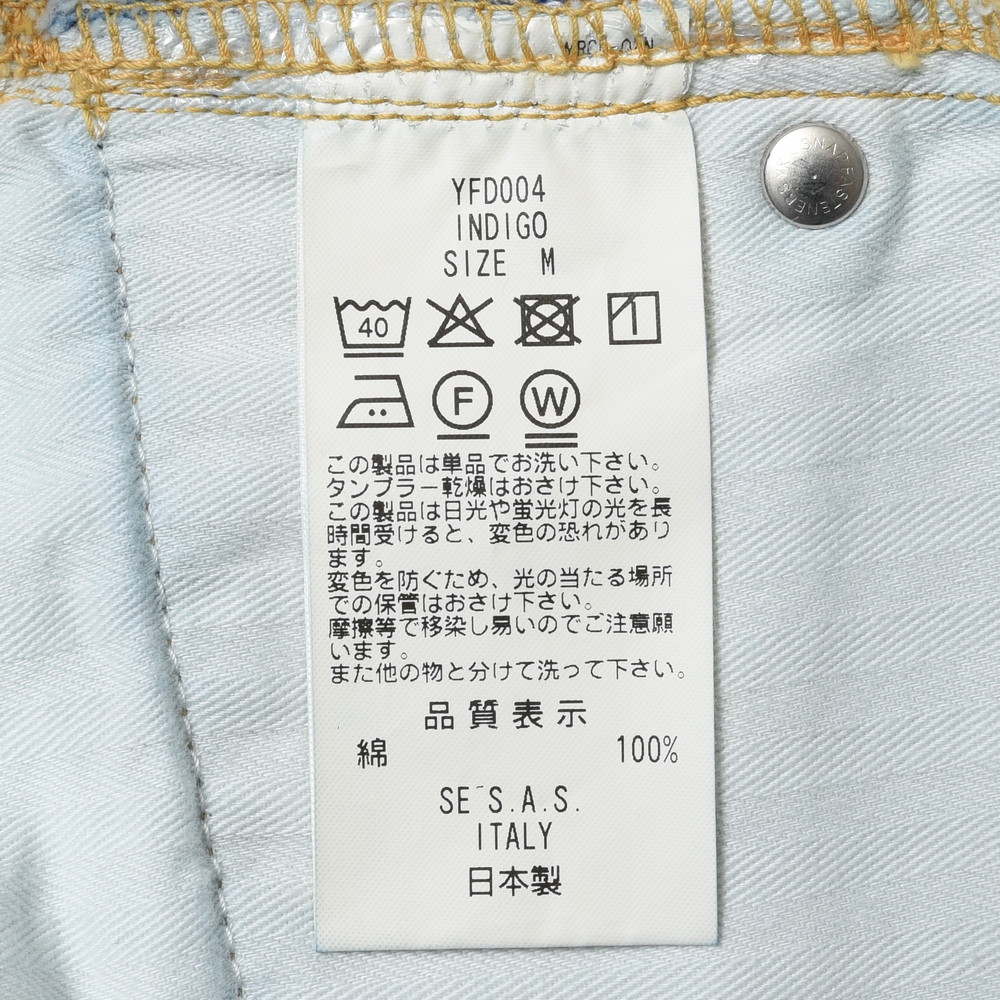 YFD004
INDIGO
SIZE M
40
F
W
この製品は単品でお洗い下さい。
タンブラー乾燥はおさけ下さい。
この製品は日光や蛍光灯の光を長
時間受けると、変色の恐れがあり
ます。
変色を防ぐため、光の当たる場所
での保管はおさけ下さい。
摩擦等で移染し易いのでご注意願
います。
また他の物と分けて洗って下さい。
品質表示
綿 100%
SE¯S.A.S.
ITALY
日本製
SNAP FASTENERS